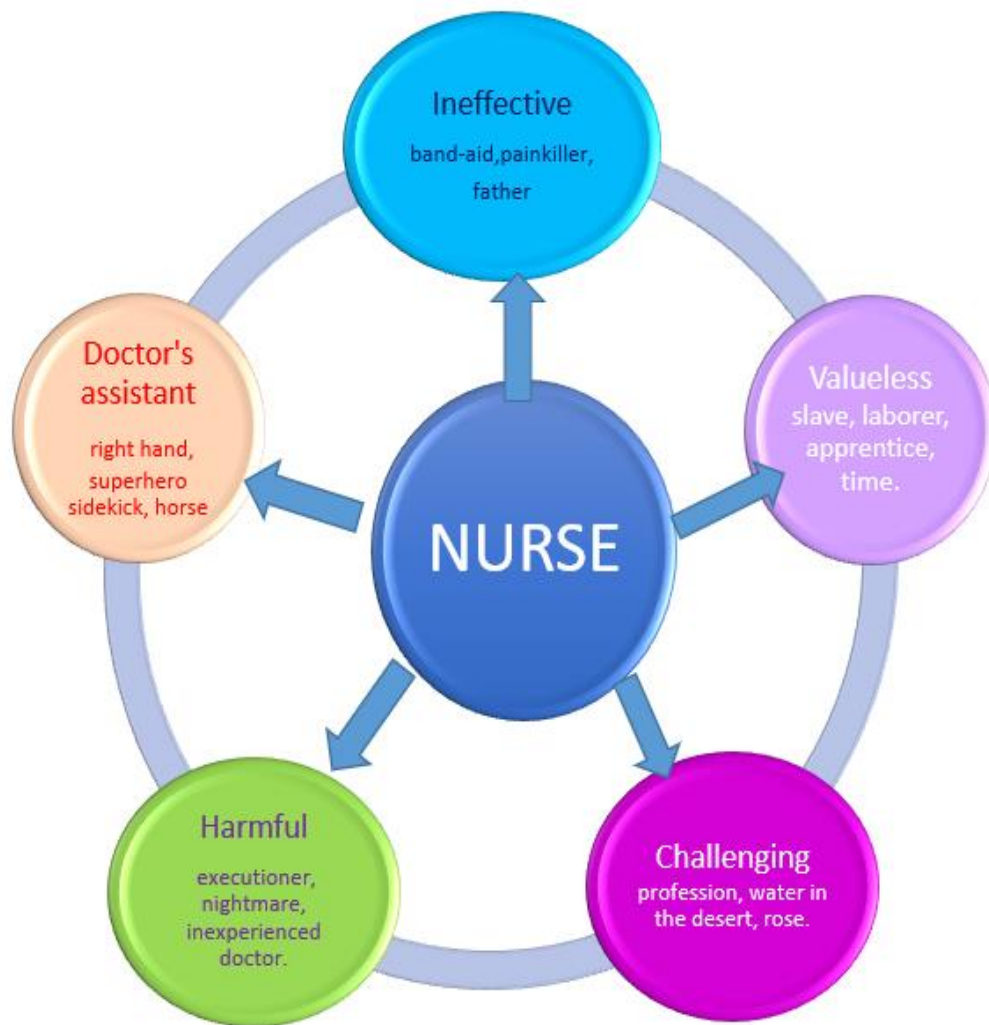 Ineffective
band-aid,painkiller,
father
Doctor's
assistant
right hand,
superhero
sidekick, horse
Valueless
slave, laborer,
apprentice,
time.
NURSE
Harmful
executioner,
nightmare,
inexperienced
doctor.
Challenging
profession, water in
the desert, rose.